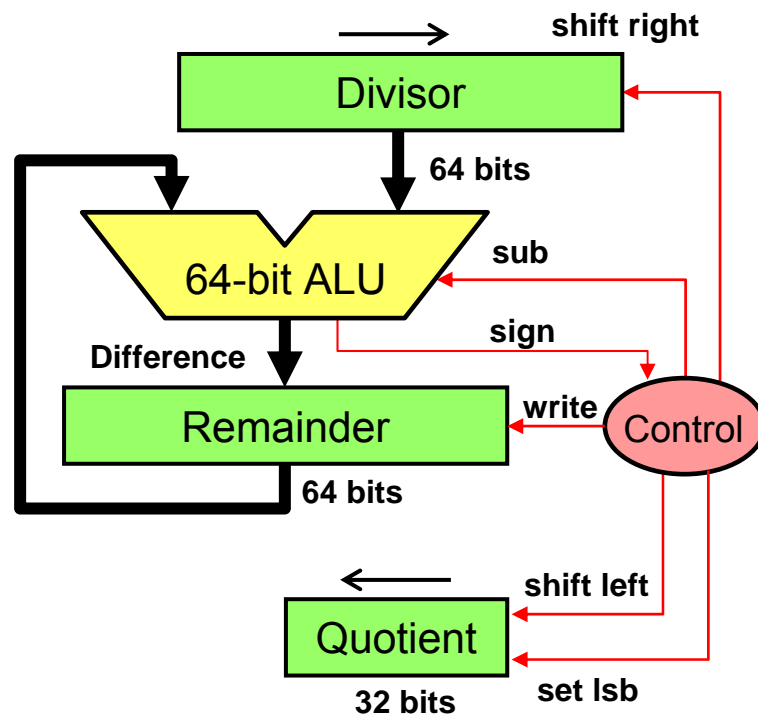 shift right
Divisor
64 bits
64-bit ALU
sub
sign
Difference
Remainder
write
Control
64 bits
shift left
Quotient
set lsb
32 bits